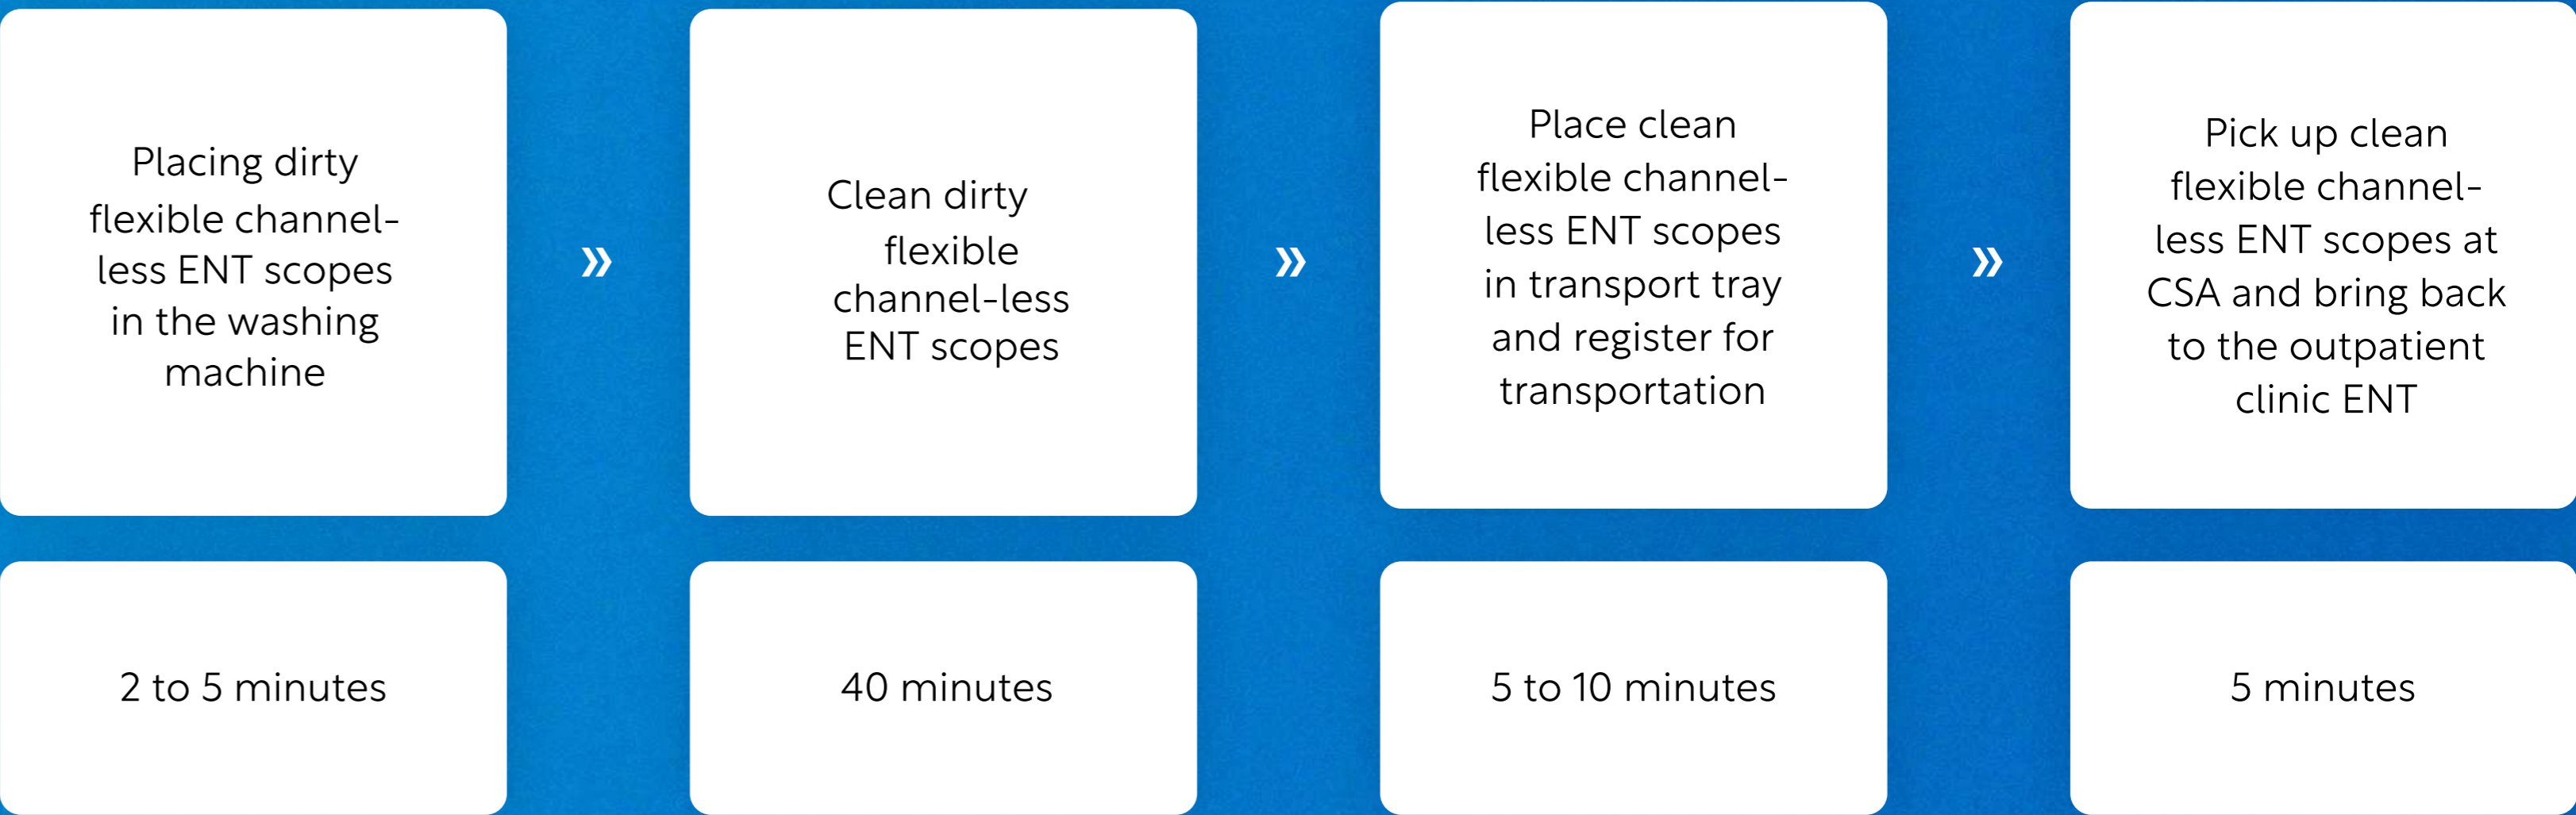 Placing dirty
flexible channel-
less ENT scopes
in the washing
machine
»
Clean dirty
flexible
channel-less
ENT scopes
»
Place clean
flexible channel-
less ENT scopes
in transport tray
and register for
transportation
»
Pick up clean
flexible channel-
less ENT scopes at
CSA and bring back
to the outpatient
clinic ENT
2 to 5 minutes
40 minutes
5 to 10 minutes
5 minutes